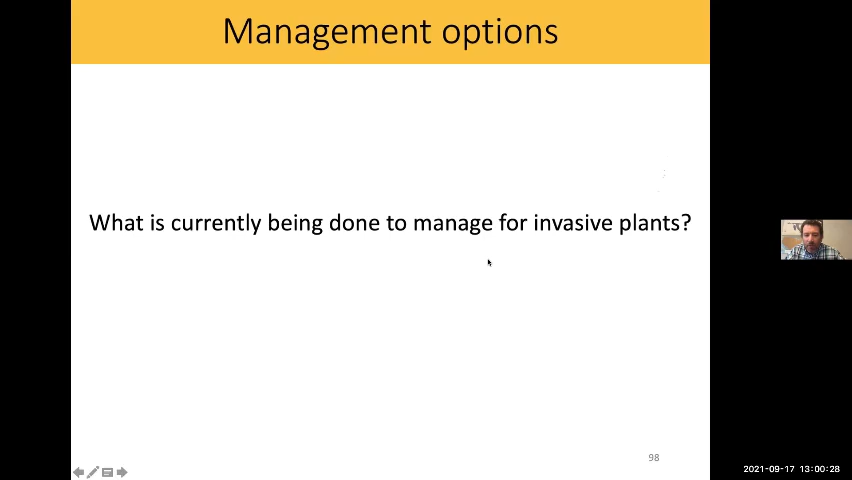 Management options
What is currently being done to manage for invasive plants?
98
2021-09-17 13:00:28